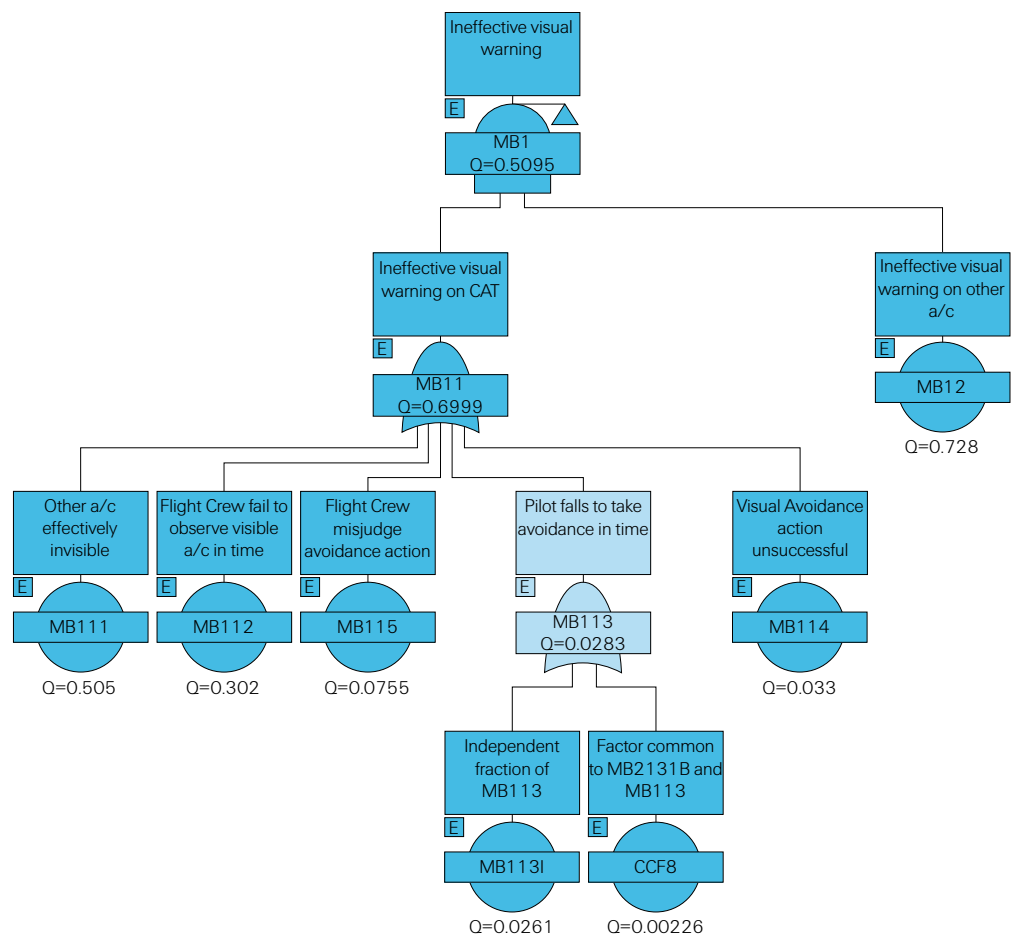 Ineffective visual
warning
E
MB1
Q=0.5095
Ineffective visual
warning on CAT
E
MB11
Q=0.6999
Ineffective visual
warning on other
a/c
E
MB12
Q=0.728
Other a/c
effectively
invisible
E
MB111
Q=0.505
Flight Crew fail to
observe visible
a/c in time
E
MB112
Q=0.302
Flight Crew
misjudge
avoidance action
E
MB115
Q=0.0755
Pilot falls to take
avoidance in time
E
MB113
Q=0.0283
Visual Avoidance
action
unsuccessful
E
MB114
Q=0.033
Independent
fraction of
MB113
E
MB113I
Q=0.0261
Factor common
to MB2131B and
MB113
E
CCF8
Q=0.00226